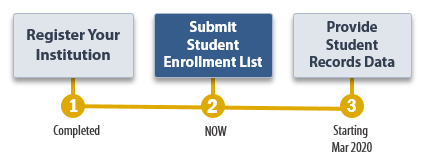 Register Your
Institution
Submit
Student
Enrollment List
Provide
Student
Records Data
1
2
3
Completed
NOW
Starting
Mar 2020